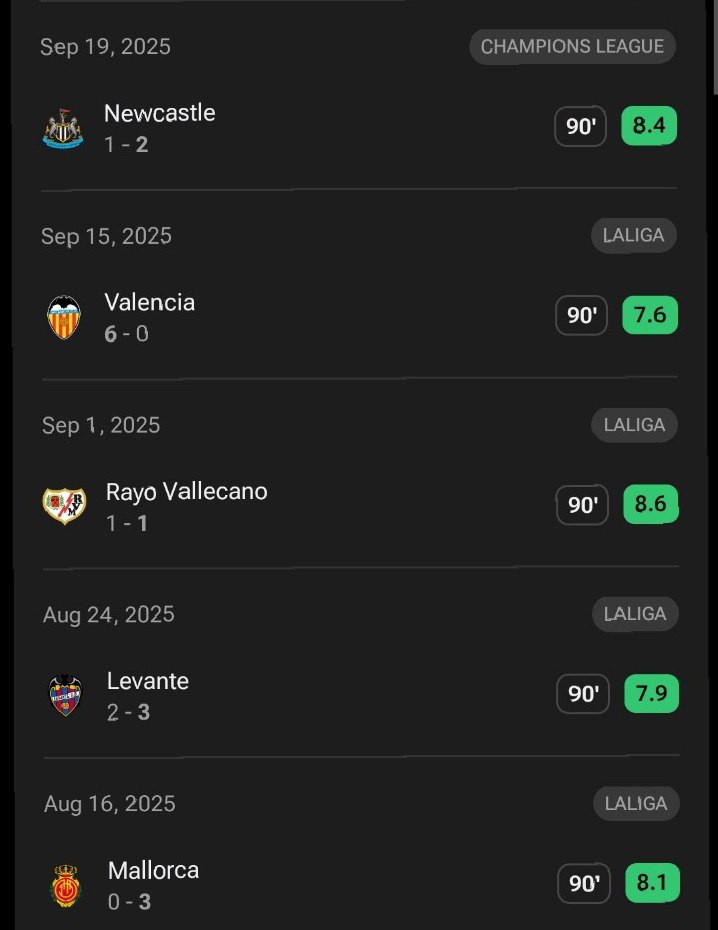 Sep 19, 2025
CHAMPIONS LEAGUE
Newcastle
1 - 2
90'
8.4
Sep 15, 2025
LALIGA
Valencia
6 - 0
90'
7.6
Sep 1, 2025
LALIGA
Rayo Vallecano
1 - 1
90'
8.6
Aug 24, 2025
LALIGA
Levante
2 - 3
90'
7.9
Aug 16, 2025
LALIGA
Mallorca
0 - 3
90'
8.1